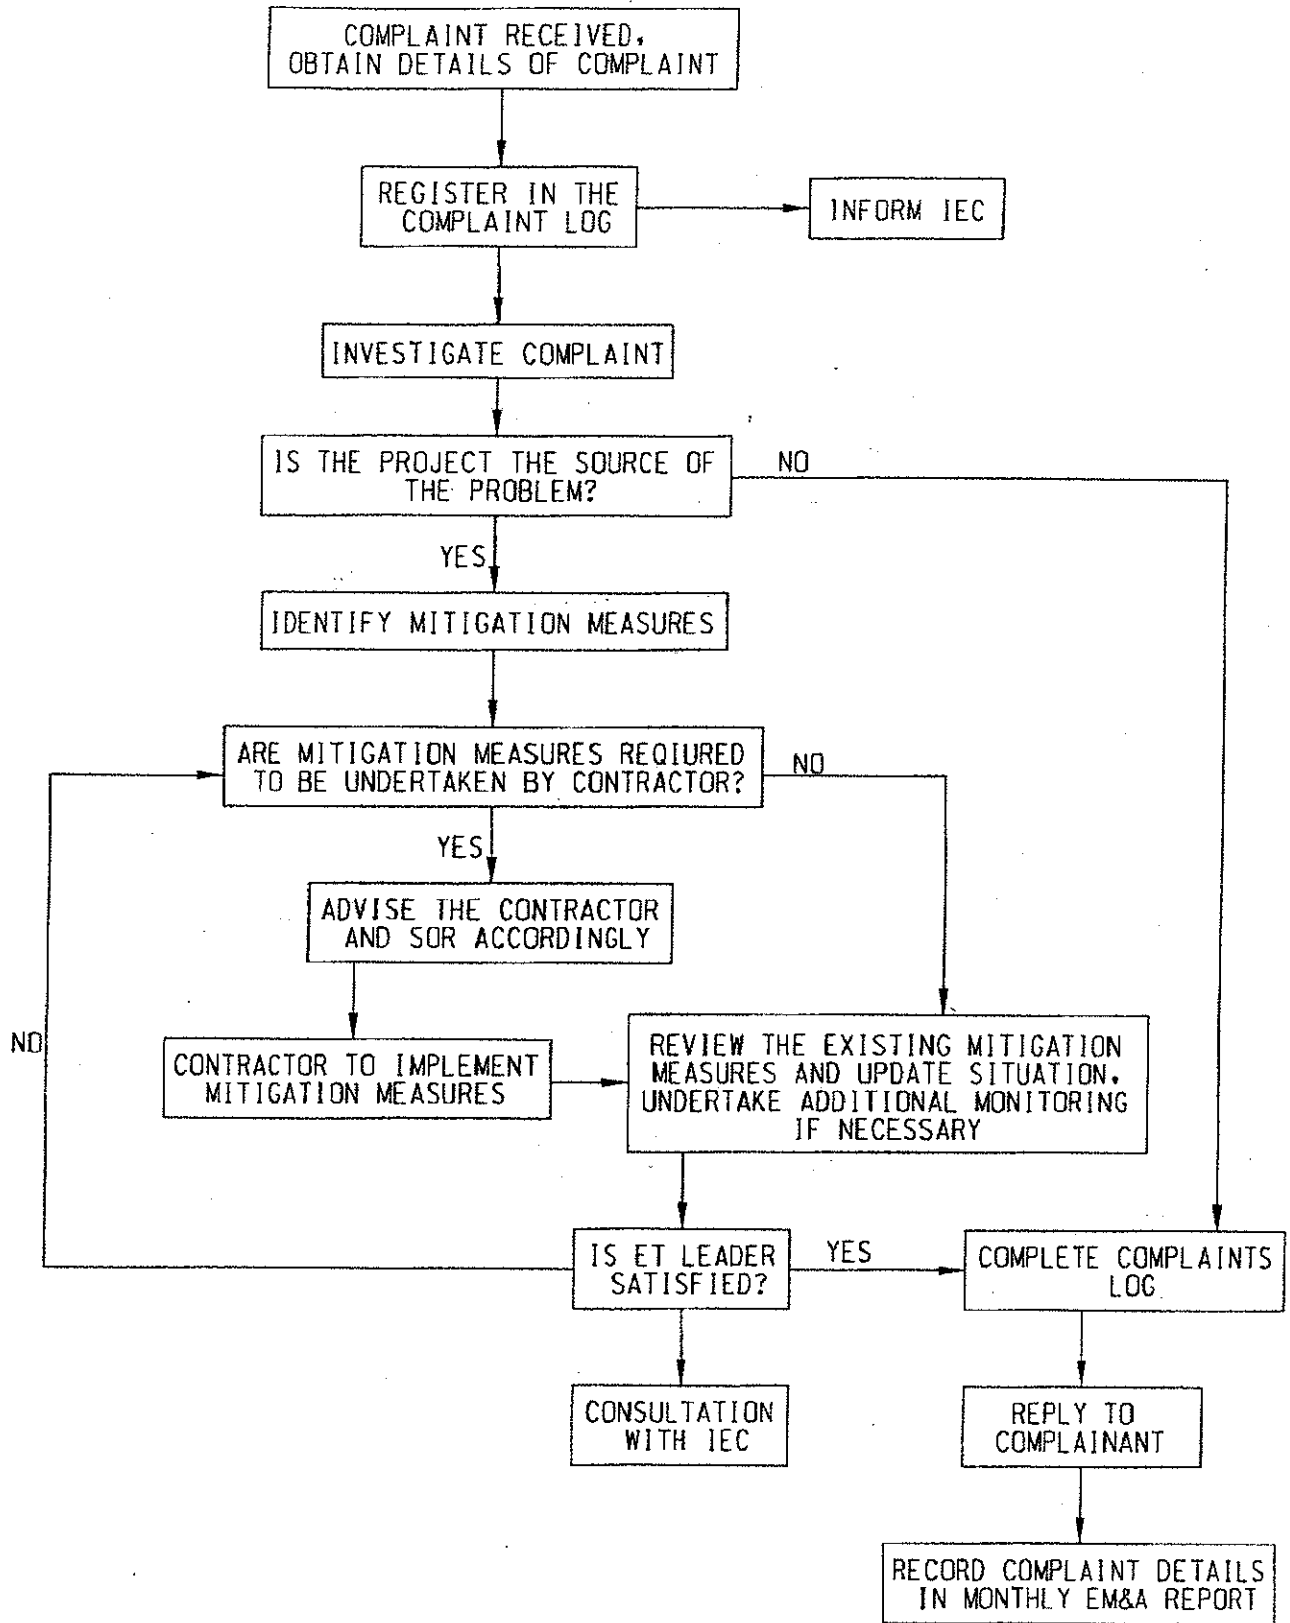 COMPLAINT RECEIVED,
OBTAIN DETAILS OF COMPLAINT
REGISTER IN THE
COMPLAINT LOG
INFORM IEC
INVESTIGATE COMPLAINT
IS THE PROJECT THE SOURCE OF
THE PROBLEM?
NO
YES
IDENTIFY MITIGATION MEASURES
ARE MITIGATION MEASURES REQIURED
TO BE UNDERTAKEN BY CONTRACTOR?
NO
YES
ADVISE THE CONTRACTOR
AND SOR ACCORDINGLY
NO
CONTRACTOR TO IMPLEMENT
MITIGATION MEASURES
REVIEW THE EXISTING MITIGATION
MEASURES AND UPDATE SITUATION.
UNDERTAKE ADDITIONAL MONITORING
IF NECESSARY
IS ET LEADER
SATISFIED?
YES
COMPLETE COMPLAINTS
LOG
CONSULTATION
WITH IEC
REPLY TO
COMPLAINANT
RECORD COMPLAINT DETAILS
IN MONTHLY EM&A REPORT